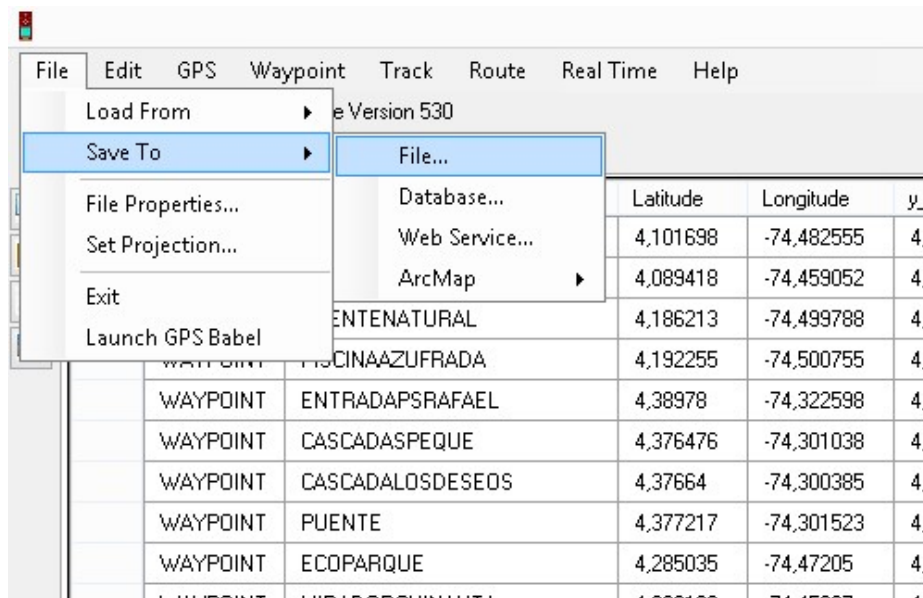 File Edit GPS Waypoint Track Route Real Time Help
Load From e Version 530
Save To File...
File Properties... Database... Latitude Longitude
Set Projection... Web Service... 4,101698 -74,482555
ArcMap 4,089418 -74,459052
Exit
ENTENATURAL 4,186213 -74,499788
Launch GPS Babel
WAYPOINT PISCINAAZUFRADA 4,192255 -74,500755
WAYPOINT ENTRADAPSRAFAEL 4,38978 -74,322598
WAYPOINT CASCADASPEQUE 4,376476 -74,301038
WAYPOINT CASCADALOSDESEOS 4,37664 -74,300385
WAYPOINT PUENTE 4,377217 -74,301523
WAYPOINT ECOPARQUE 4,285035 -74,47205